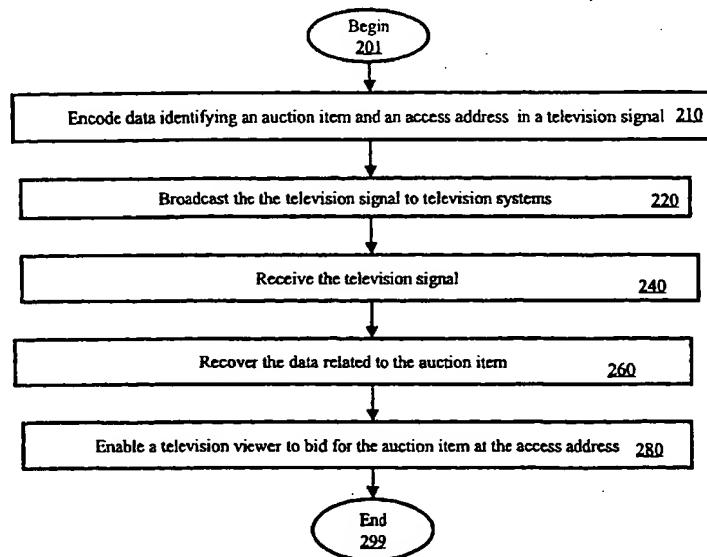 Begin
201
Encode data identifying an auction item and an access address in a television signal 210
Broadcast the the television signal to television systems 220
Receive the television signal 240
Recover the data related to the auction item 260
Enable a television viewer to bid for the auction item at the access address 280
End
299